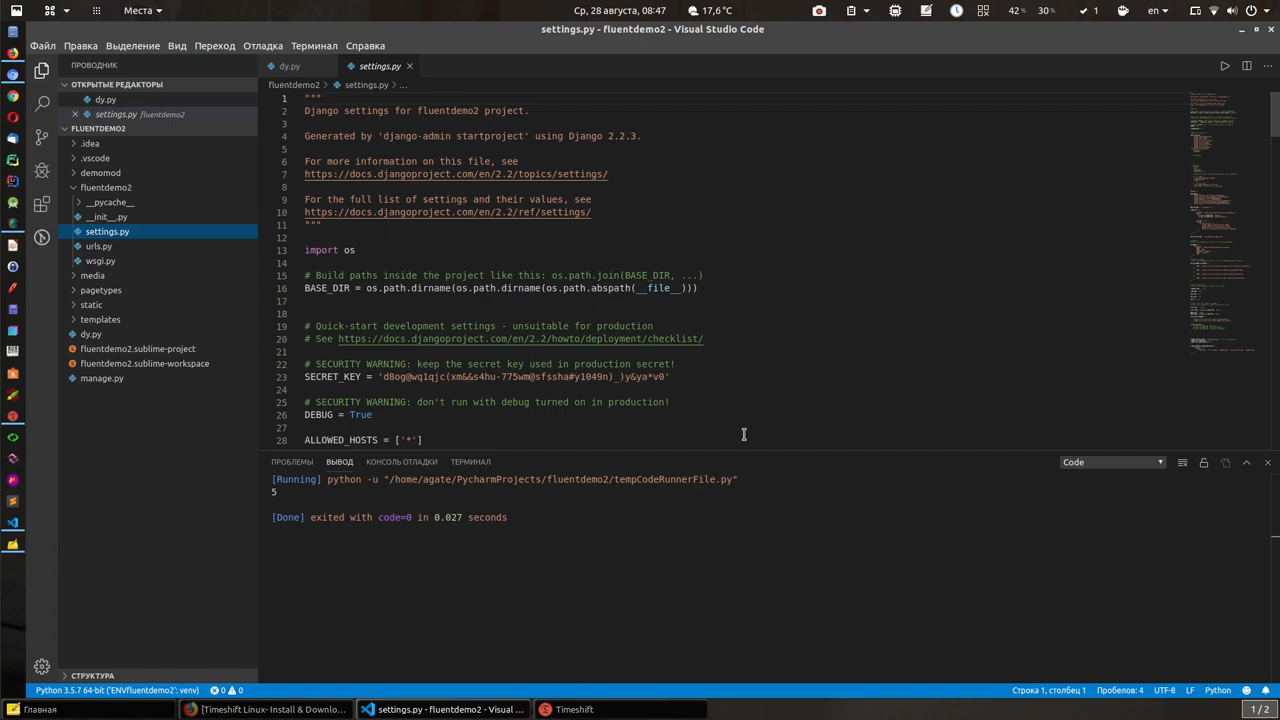 Места
Ср, 28 августа, 08:47
17,6 °C
2
42 %
30 %
1
en
settings.py - fluentdemo2 - Visual Studio Code
Файл Правка Выделение Вид Переход Отладка Терминал Справка
ПРОВОДНИК
ОТКРЫТЫЕ РЕДАКТОРЫ
dy.py
settings.py fluentdemo2
FLUENTDEMO2
.idea
.vscode
demomod
fluentdemo2
__pycache__
__init__.py
settings.py
urls.py
wsgi.py
media
pagetypes
static
templates
dy.py
fluentdemo2.sublime-project
fluentdemo2.sublime-workspace
manage.py
СТРУКТУРА
dy.py
settings.py
fluentdemo2 > settings.py > ...
1 """
2 Django settings for fluentdemo2 project.
3
4 Generated by 'django-admin startproject' using Django 2.2.3.
5
6 For more information on this file, see
7 https://docs.djangoproject.com/en/2.2/topics/settings/
8
9 For the full list of settings and their values, see
10 https://docs.djangoproject.com/en/2.2/ref/settings/
11 """
12
13 import os
14
15 # Build paths inside the project like this: os.path.join(BASE_DIR, ...)
16 BASE_DIR = os.path.dirname(os.path.dirname(os.path.abspath(__file__)))
17
18
19 # Quick-start development settings - unsuitable for production
20 # See https://docs.djangoproject.com/en/2.2/howto/deployment/checklist/
21
22 # SECURITY WARNING: keep the secret key used in production secret!
23 SECRET_KEY = 'd8og@wq1qjc(xm&&s4hu-775wm@sfssha#y1049n)_)y&ya*v0'
24
25 # SECURITY WARNING: don't run with debug turned on in production!
26 DEBUG = True
27
28 ALLOWED_HOSTS = ['*']
ПРОБЛЕМЫ ВЫВОД КОНСОЛЬ ОТЛАДКИ ТЕРМИНАЛ
Code
[Running] python -u "/home/agate/PycharmProjects/fluentdemo2/tempCodeRunnerFile.py"
5
[Done] exited with code=0 in 0.027 seconds
Python 3.5.7 64-bit ('ENVfluentdemo2': venv) 0 0
Строка 1, столбец 1 Пробелов: 4 UTF-8 LF Python
Главная
[Timeshift Linux- Install & Downlo...
settings.py - fluentdemo2 - Visual ...
Timeshift
1 / 2